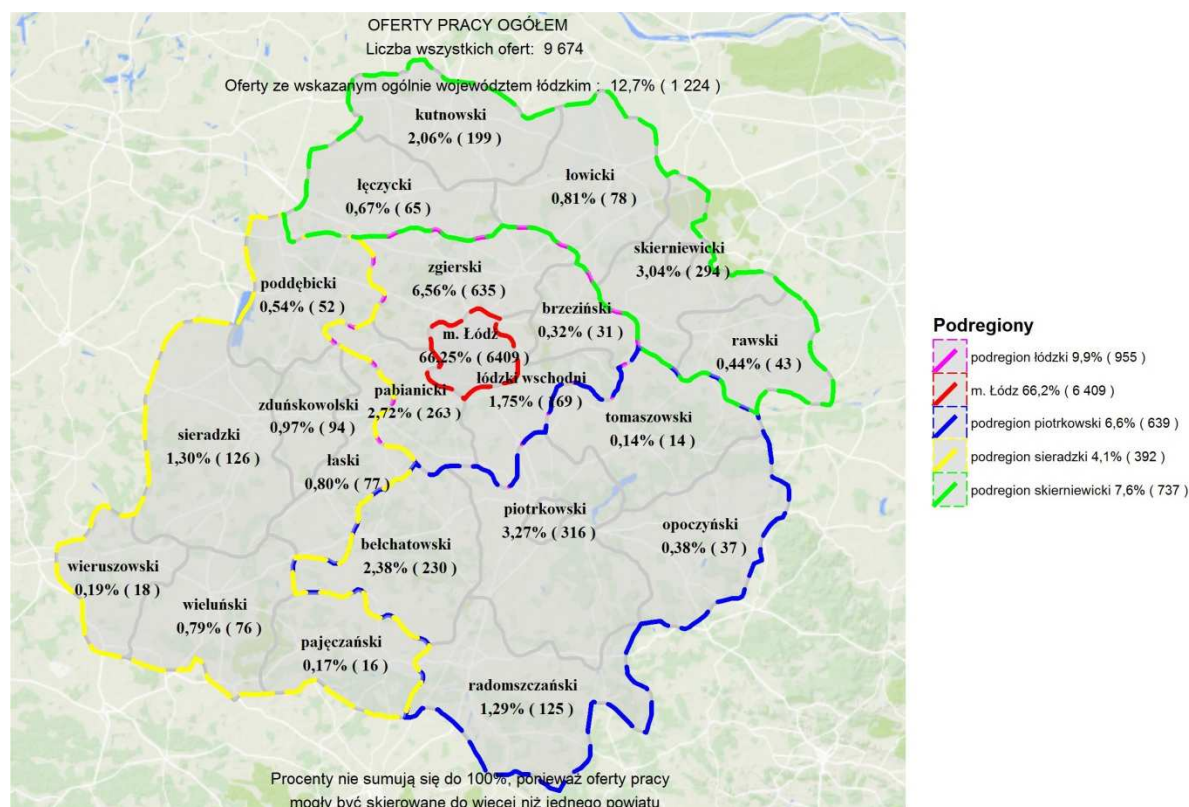 OFERTY PRACY OGÓŁEM
Liczba wszystkich ofert: 9 674
Oferty ze wskazanym ogólnie województwem łódzkim : 12,7% ( 1 224 )
kutnowski
2,06% ( 199 )
łowicki
0,81% ( 78 )
łęczycki
0,67% ( 65 )
skierniewicki
3,04% ( 294 )
zgierski
6,56% ( 635 )
poddębicki
0,54% ( 52 )
brzeziński
0,32% ( 31 )
m. Łódź
66,25% ( 6409 )
rawski
0,44% ( 43 )
łódzki wschodni
1,75% ( 169 )
pabianicki
2,72% ( 263 )
zduńskowolski
0,97% ( 94 )
tomaszowski
0,14% ( 14 )
sieradzki
1,30% ( 126 )
łaski
0,80% ( 77 )
piotrkowski
3,27% ( 316 )
opoczyński
0,38% ( 37 )
bełchatowski
2,38% ( 230 )
wieruszowski
0,19% ( 18 )
wieluński
0,79% ( 76 )
pajęczański
0,17% ( 16 )
radomszczański
1,29% ( 125 )
Procenty nie sumują się do 100%, ponieważ oferty pracy
mogły być skierowane do więcej niż jednego powiatu
Podregiony
podregion łódzki 9,9% ( 955 )
m. Łódź 66,2% ( 6 409 )
podregion piotrkowski 6,6% ( 639 )
podregion sieradzki 4,1% ( 392 )
podregion skierniewicki 7,6% ( 737 )